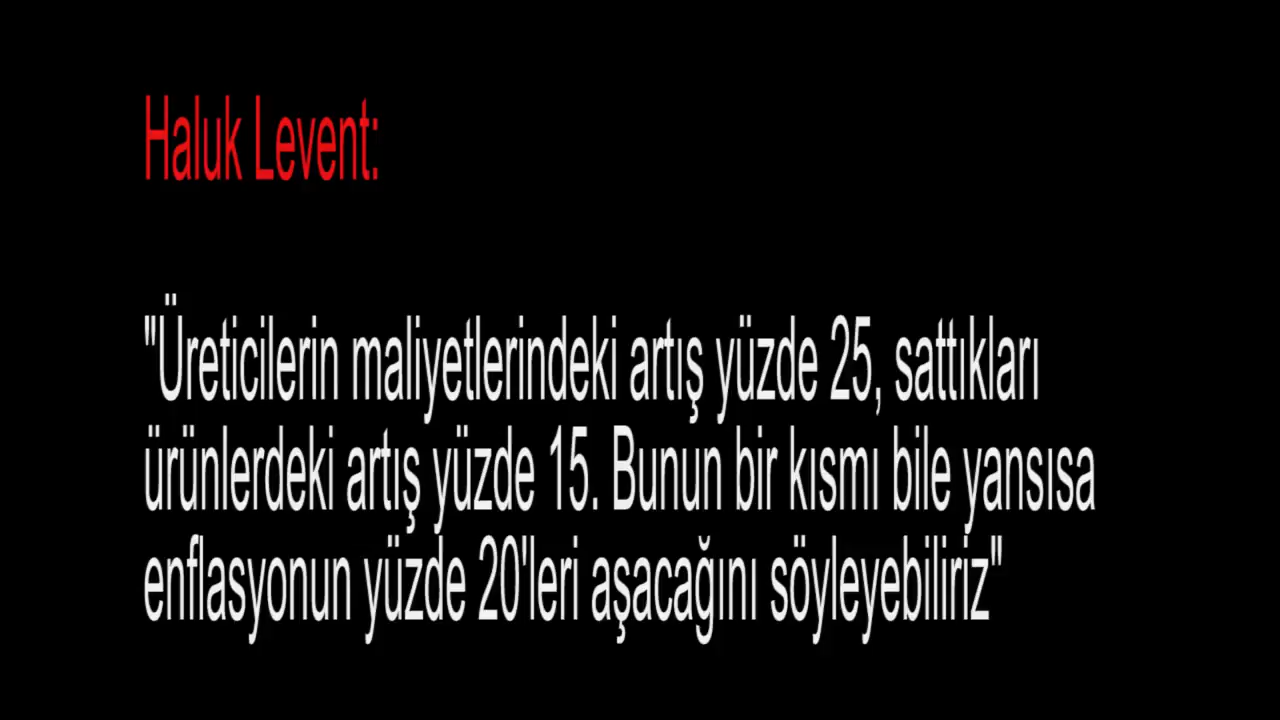 Haluk Levent:
"Üreticilerin maliyetlerindeki artış yüzde 25, sattıkları
ürünlerdeki artış yüzde 15. Bunun bir kısmı bile yansısa
enflasyonun yüzde 20'leri aşacağını söyleyebiliriz"